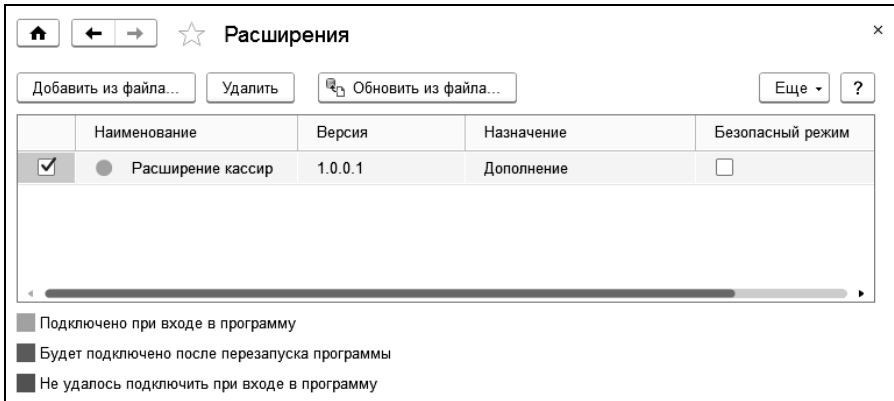 Расширения
Добавить из файла... Удалить Обновить из файла... Еще ?
Наименование Версия Назначение Безопасный режим
Расширение кассир 1.0.0.1 Дополнение
Подключено при входе в программу
Будет подключено после перезапуска программы
Не удалось подключить при входе в программу